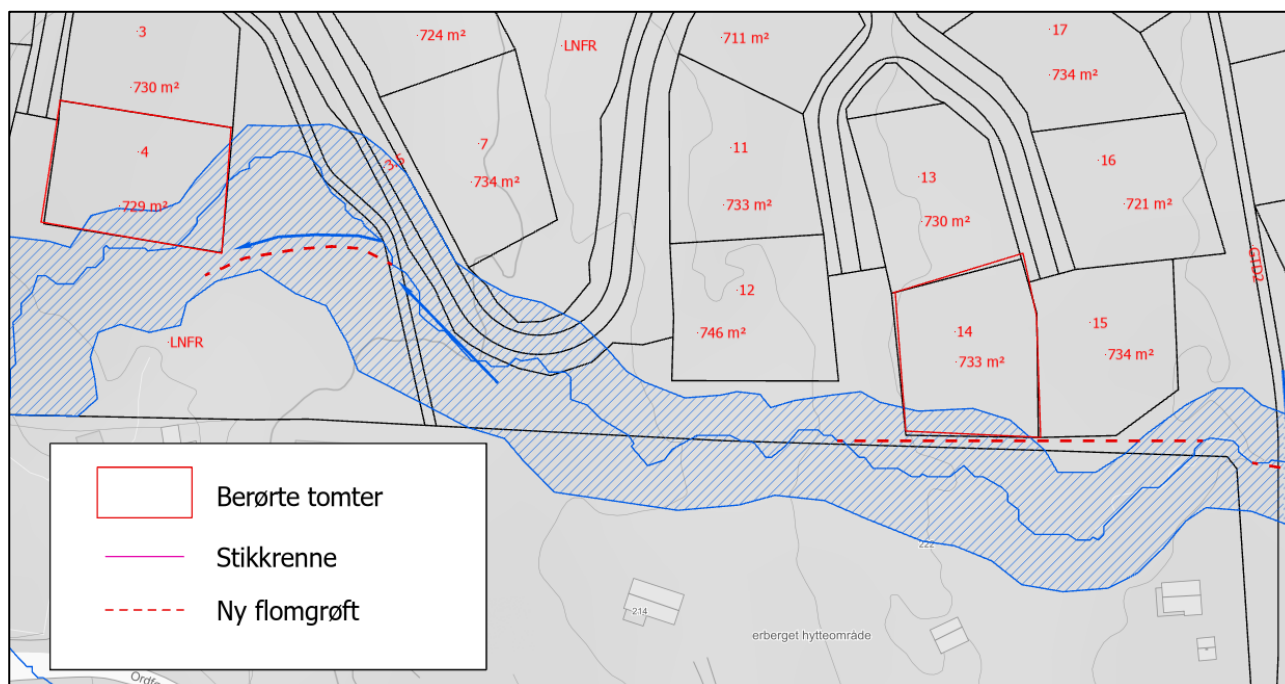 3
730 m²
4
729 m²
724 m²
LNFR
7
734 m²
3-5
711 m²
11
733 m²
12
746 m²
17
734 m²
13
730 m²
16
721 m²
14
733 m²
15
734 m²
GTD2
LNFR
222
214
erberget hytteområde
Berørte tomter
Stikkrenne
Ny flomgrøft